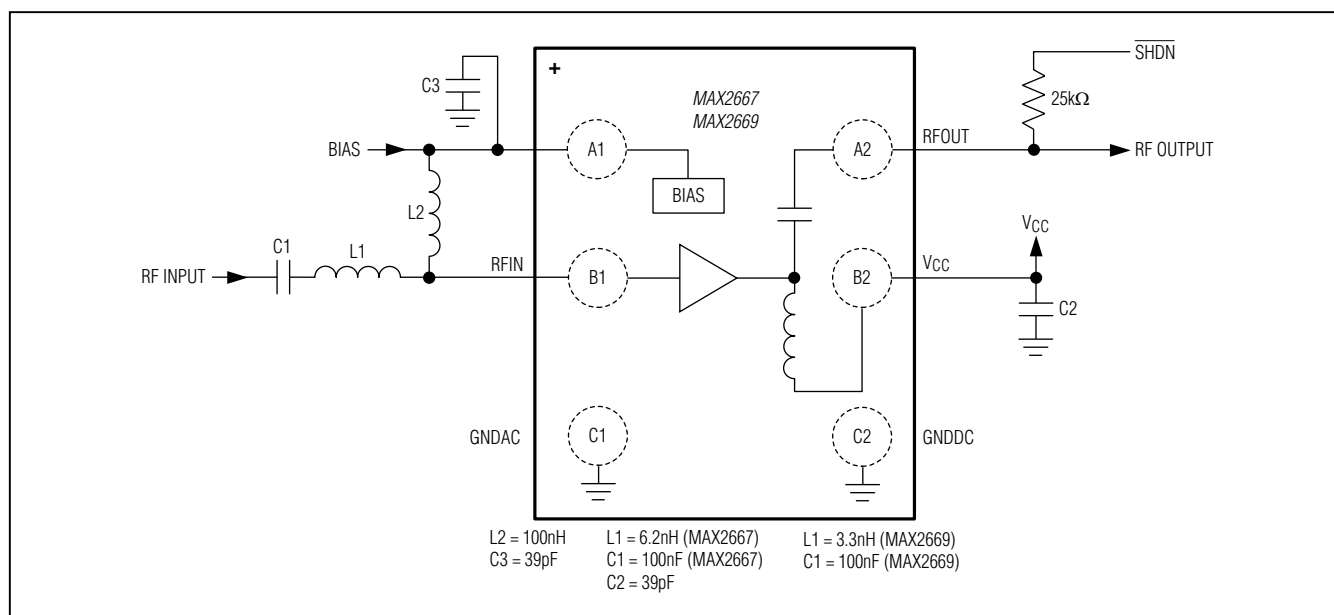 SHDN
+
C3
MAX2667
MAX2669
25kΩ
BIAS
A1
A2
RFOUT
RF OUTPUT
BIAS
L2
VCC
C1
L1
RF INPUT
RFIN
B1
B2
VCC
C2
GNDAC
C1
C2
GNDDC
L2 = 100nH
C3 = 39pF
L1 = 6.2nH (MAX2667)
C1 = 100nF (MAX2667)
C2 = 39pF
L1 = 3.3nH (MAX2669)
C1 = 100nF (MAX2669)